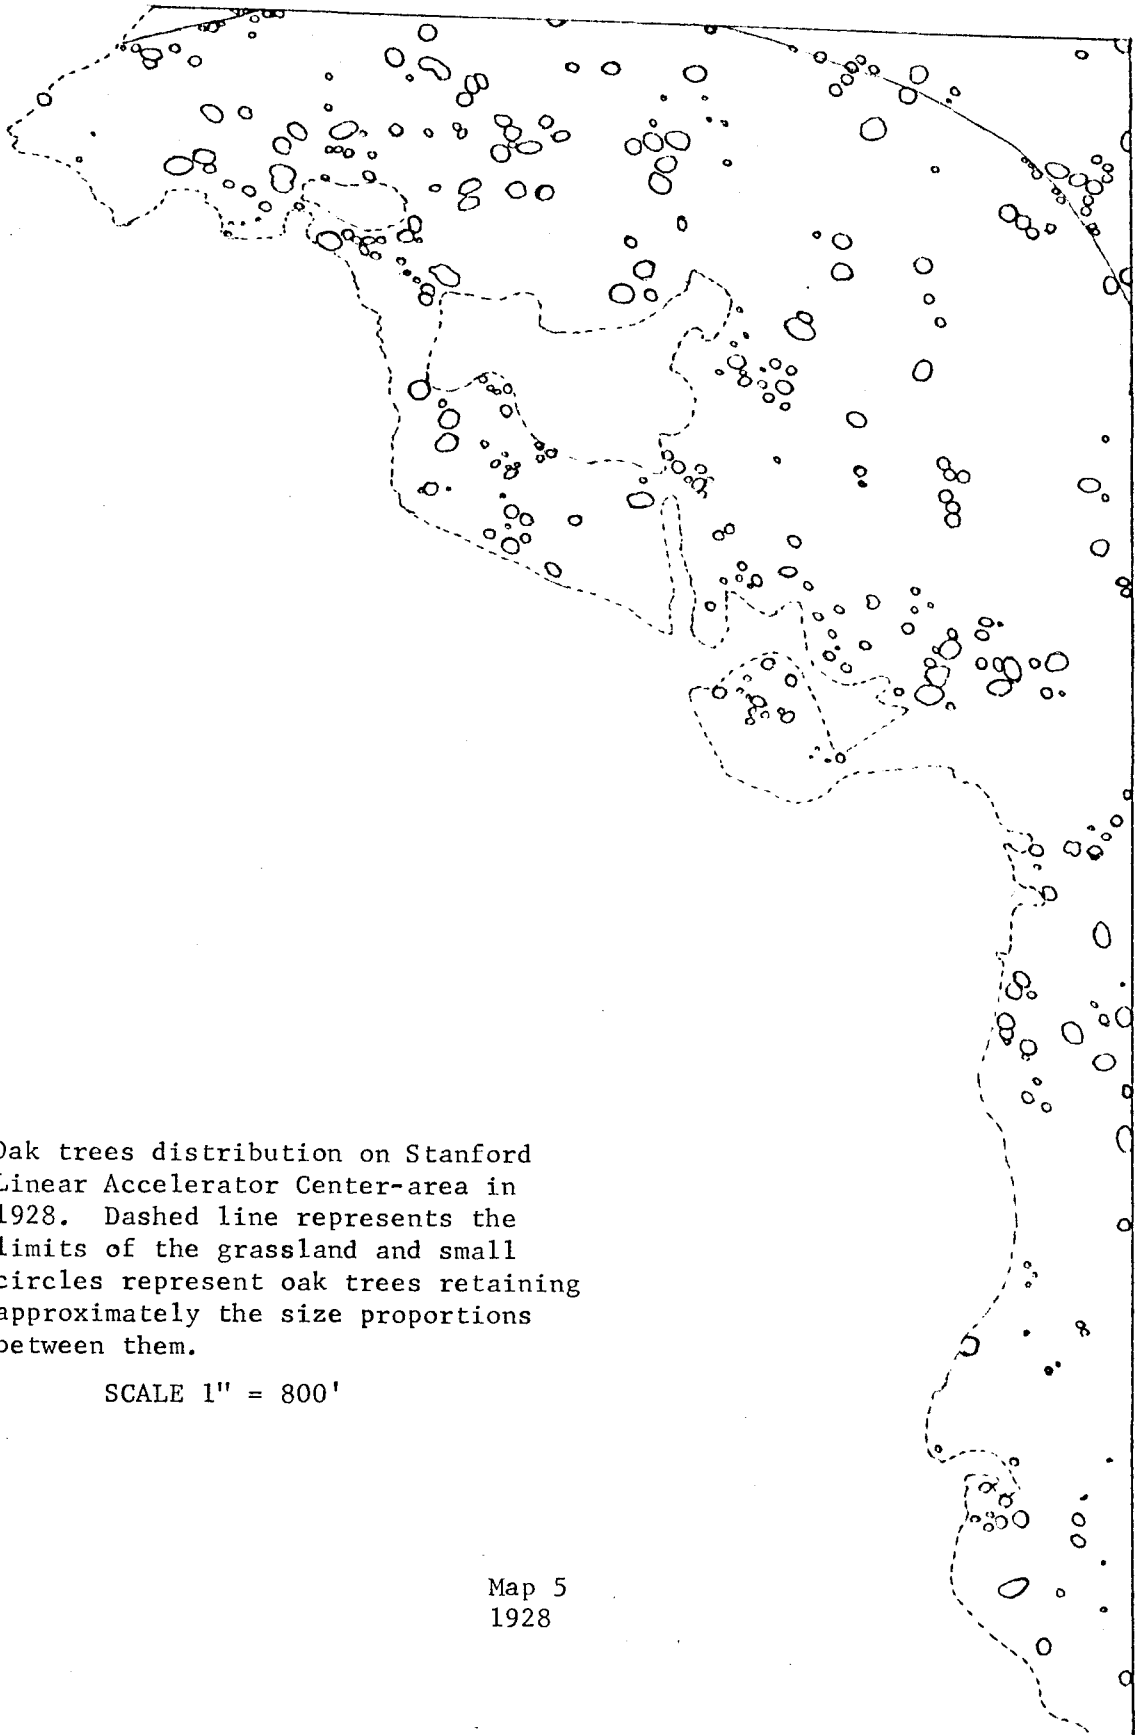 Oak trees distribution on Stanford
Linear Accelerator Center-area in
1928. Dashed line represents the
limits of the grassland and small
circles represent oak trees retaining
approximately the size proportions
between them.
SCALE 1" = 800'
Map 5
1928